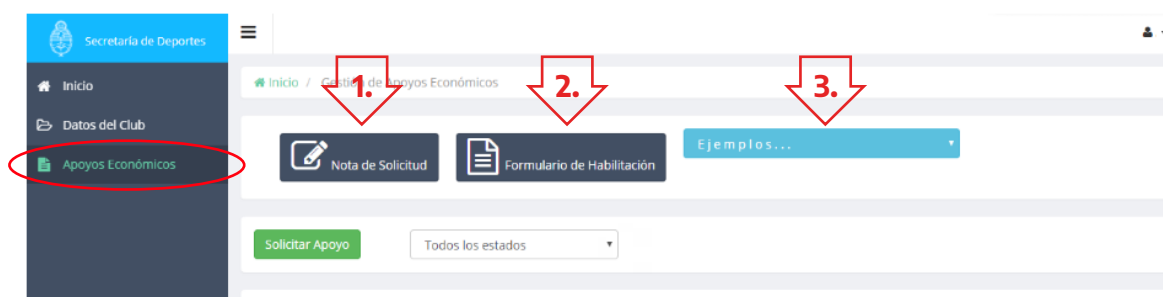 Secretaría de Deportes
Inicio
Datos del Club
Apoyos Económicos
Inicio / Gestión de Apoyos Económicos
1.
2.
3.
Nota de Solicitud
Formulario de Habilitación
Ejemplos...
Solicitar Apoyo
Todos los estados